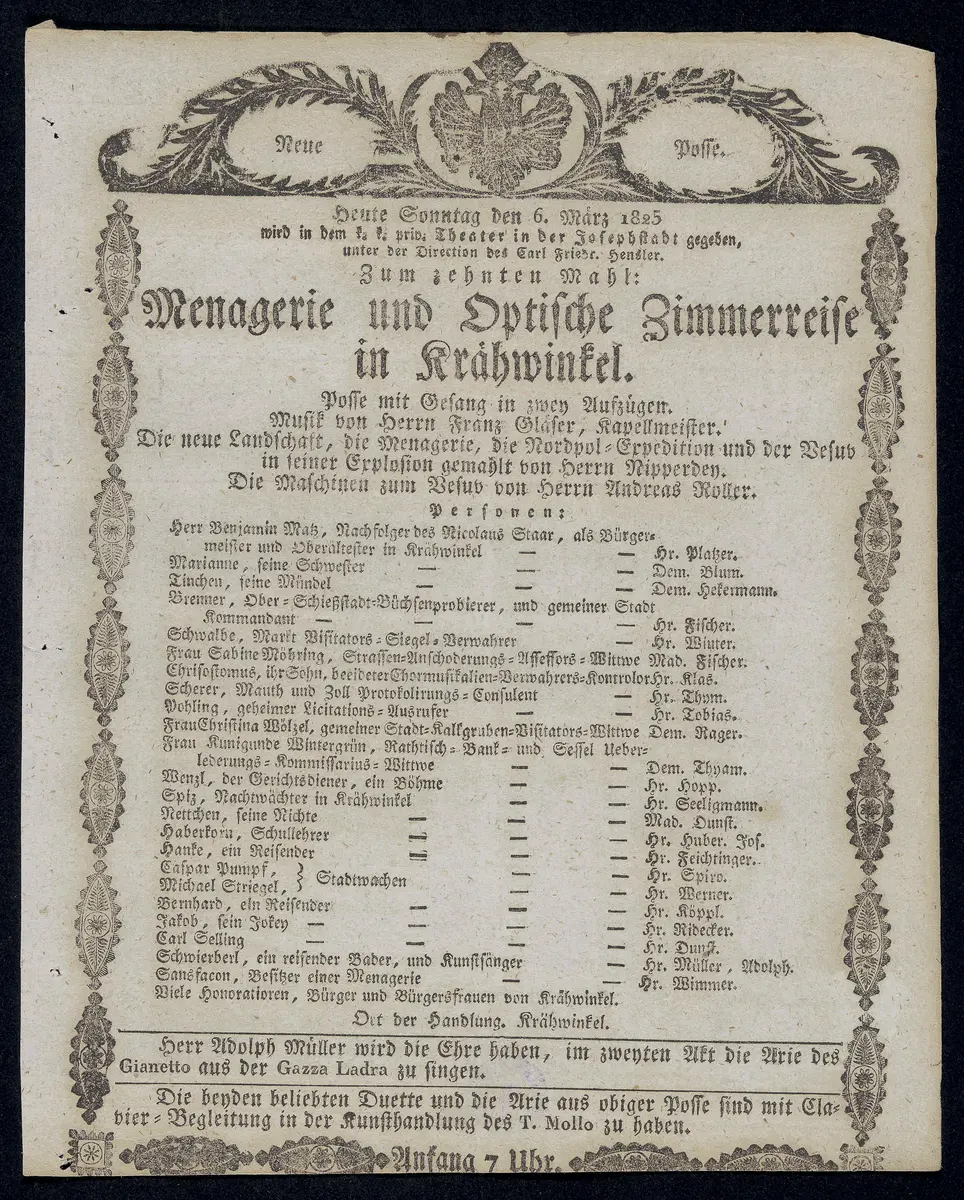 Neue Posse.
Heute Sonntag den 6. März 1825
wird in dem k. k. priv. Theater in der Josephstadt gegeben,
unter der Direction des Carl Friedr. Hensler.
Zum zehnten Mahl:
Menagerie und Optische Zimmerreise
in Krähwinkel.
Posse mit Gesang in zwey Aufzügen.
Musik von Herrn Franz Gläser, Kapellmeister.
Die neue Landschaft, die Menagerie, die Nordpol-Expedition und der Vesuv
in seiner Explosion gemahlt von Herrn Nipperdey.
Die Maschinen zum Vesuv von Herrn Andreas Roller.
Personen:
Herr Benjamin Matz, Nachfolger des Nicolaus Staar, als Bürger-
meister und Oberältester in Krähwinkel — — Hr. Platzer.
Marianne, seine Schwester — — Dem. Blum.
Tinchen, seine Mündel — — Dem. Hekermann.
Brenner, Ober-Schießstadt-Büchsenprobierer, und gemeiner Stadt
Kommandant — — — — Hr. Fischer.
Schwalbe, Markt Visitators-Siegel-Verwahrer — Hr. Winter.
Frau Sabine Möhring, Strassen-Anschoderungs-Assessors-Wittwe Mad. Fischer.
Chrisostomus, ihr Sohn, beeideter Chormusikalien-Verwahrers-Kontrolor Hr. Klas.
Scherer, Mauth und Zoll Protokolirungs-Consulent — Hr. Thym.
Pohling, geheimer Licitations-Ausrufer — — Hr. Tobias.
Frau Christina Wölzel, gemeiner Stadt-Kalkgruben-Visitators-Wittwe Dem. Rager.
Frau Kunigunde Wintergrün, Rathtisch-Bank- und Sessel Ueber-
lederungs-Kommissarius-Wittwe — — Dem. Thyam.
Wenzl, der Gerichtsdiener, ein Böhme — — Hr. Hopp.
Spiz, Nachtwächter in Krähwinkel — — Hr. Seeligmann.
Nettchen, seine Nichte — — — Mad. Dunst.
Haberkorn, Schullehrer — — — Hr. Huber. Jos.
Hanke, ein Reisender — — — Hr. Feichtinger.
Caspar Pumpf, } Stadtwachen — — Hr. Spiro.
Michael Striegel, — — Hr. Werner.
Bernhard, ein Reisender — — — Hr. Köppl.
Jakob, sein Jokey — — — — Hr. Ridecker.
Carl Selling — — — — Hr. Dunst.
Schwierberl, ein reisender Bader, und Kunstsänger — Hr. Müller, Adolph.
Sansfacon, Besitzer einer Menagerie — — Hr. Wimmer.
Viele Honoratioren, Bürger und Bürgersfrauen von Krähwinkel.
Ort der Handlung. Krähwinkel.
Herr Adolph Müller wird die Ehre haben, im zweyten Akt die Arie des
Gianetto aus der Gazza Ladra zu singen.
Die beyden beliebten Duette und die Arie aus obiger Posse sind mit Cla-
vier-Begleitung in der Kunsthandlung des T. Mollo zu haben.
Anfang 7 Uhr.